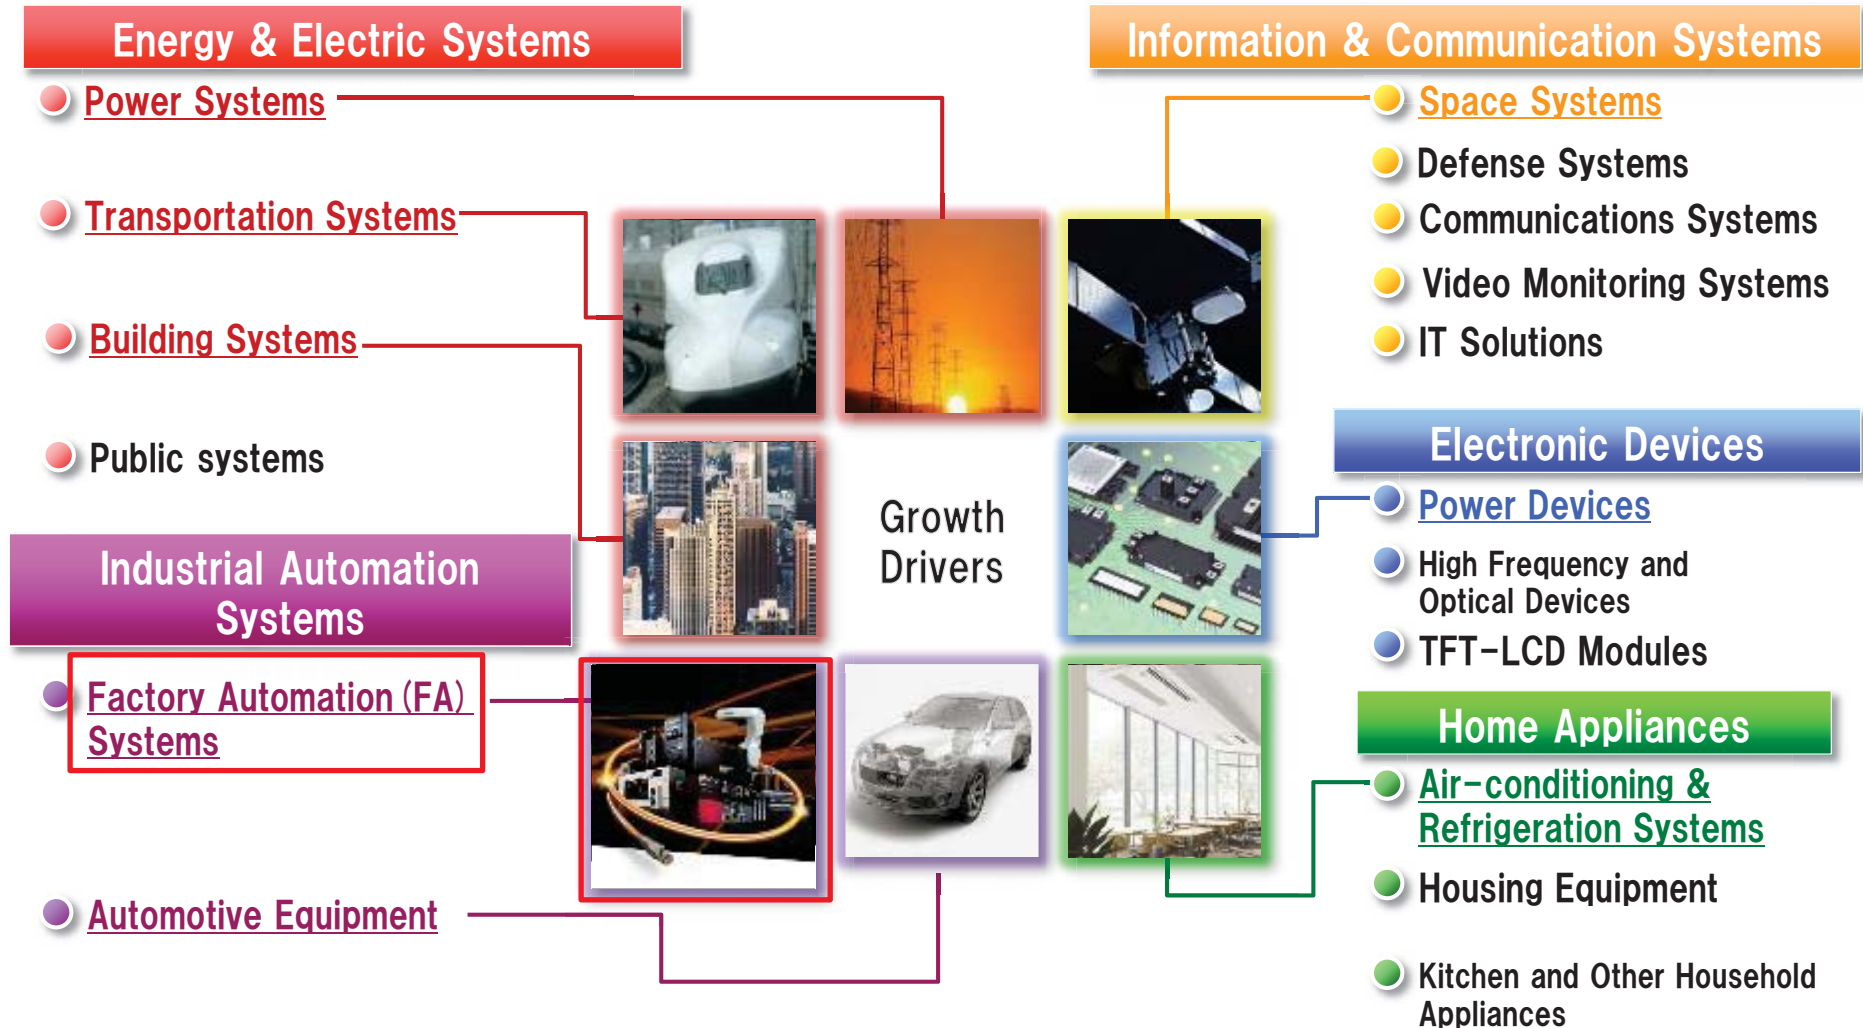 Energy & Electric Systems
Power Systems
Transportation Systems
Building Systems
Public systems
Industrial Automation
Systems
Factory Automation (FA)
Systems
Automotive Equipment
Growth
Drivers
Information & Communication Systems
Space Systems
Defense Systems
Communications Systems
Video Monitoring Systems
IT Solutions
Electronic Devices
Power Devices
High Frequency and
Optical Devices
TFT-LCD Modules
Home Appliances
Air-conditioning &
Refrigeration Systems
Housing Equipment
Kitchen and Other Household
Appliances